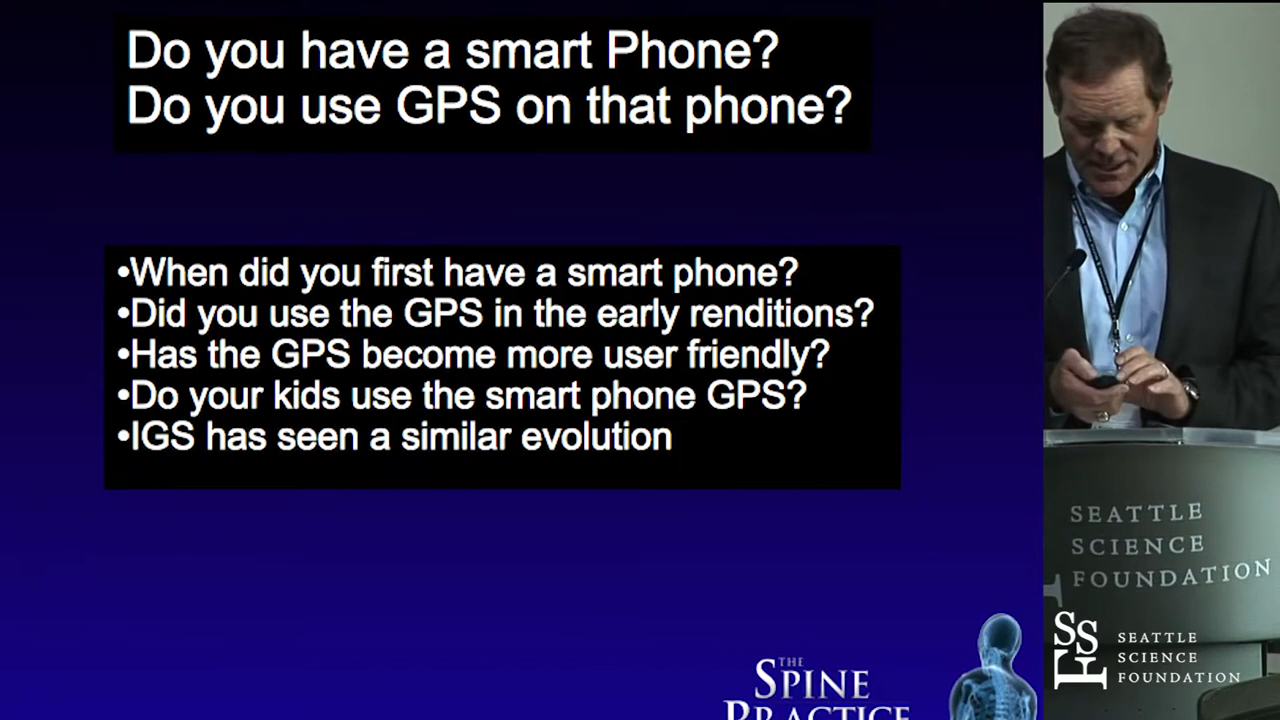 Do you have a smart Phone?
Do you use GPS on that phone?
•When did you first have a smart phone?
•Did you use the GPS in the early renditions?
•Has the GPS become more user friendly?
•Do your kids use the smart phone GPS?
•IGS has seen a similar evolution
THE
SPINE
PRACTICE
SEATTLE
SCIENCE
FOUNDATION
SSF
SEATTLE
SCIENCE
FOUNDATION